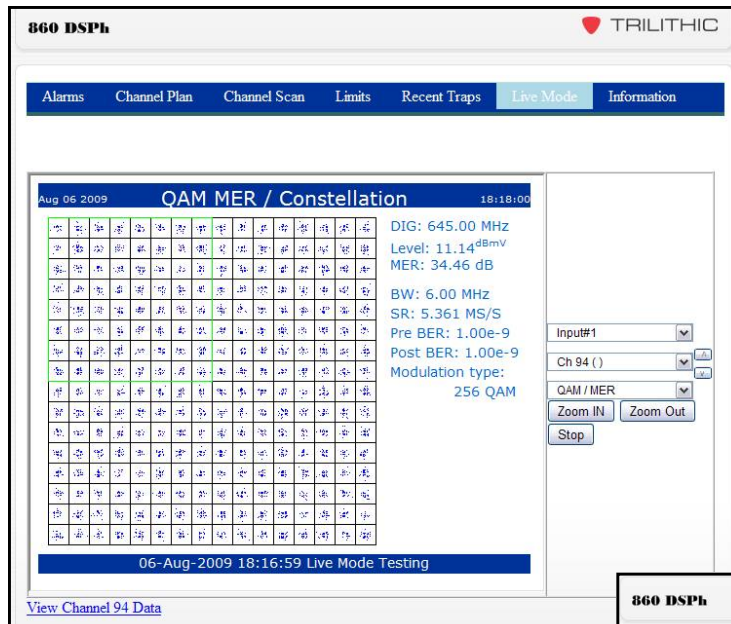 860 DSPh
TRILITHIC
Alarms Channel Plan Channel Scan Limits Recent Traps Live Mode Information
Aug 06 2009 QAM MER / Constellation 18:18:00
DIG: 645.00 MHz
Level: 11.14 dBmV
MER: 34.46 dB
BW: 6.00 MHz
SR: 5.361 MS/S
Pre BER: 1.00e-9
Post BER: 1.00e-9
Modulation type:
256 QAM
06-Aug-2009 18:16:59 Live Mode Testing
Input#1
Ch 94 ( )
QAM / MER
Zoom IN Zoom Out
Stop
View Channel 94 Data
860 DSPh